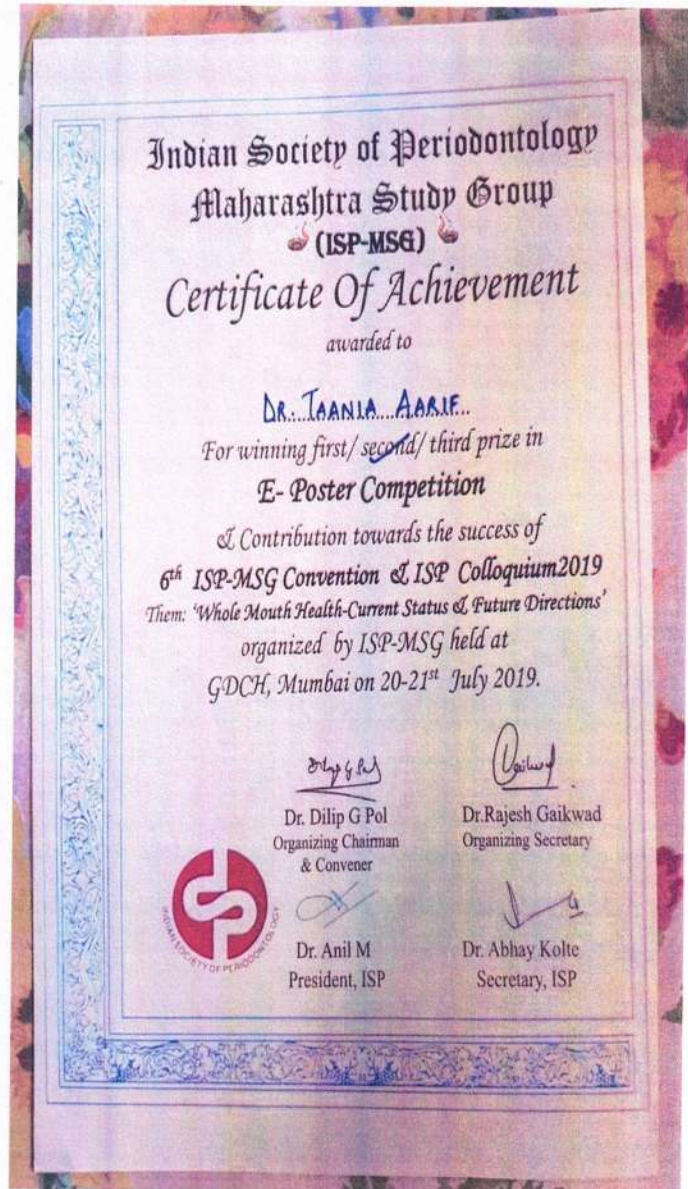 Indian Society of Periodontology
Maharashtra Study Group
(ISP-MSG)
Certificate Of Achievement
awarded to
DR. TAANIA AARIF
For winning first/ second/ third prize in
E- Poster Competition
& Contribution towards the success of
6th ISP-MSG Convention & ISP Colloquium2019
Them: 'Whole Mouth Health-Current Status & Future Directions'
organized by ISP-MSG held at
GDCH, Mumbai on 20-21st July 2019.
Dr. Dilip G Pol
Organizing Chairman
& Convener
Dr.Rajesh Gaikwad
Organizing Secretary
INDIAN SOCIETY OF PERIODONTOLOGY
Dr. Anil M
President, ISP
Dr. Abhay Kolte
Secretary, ISP